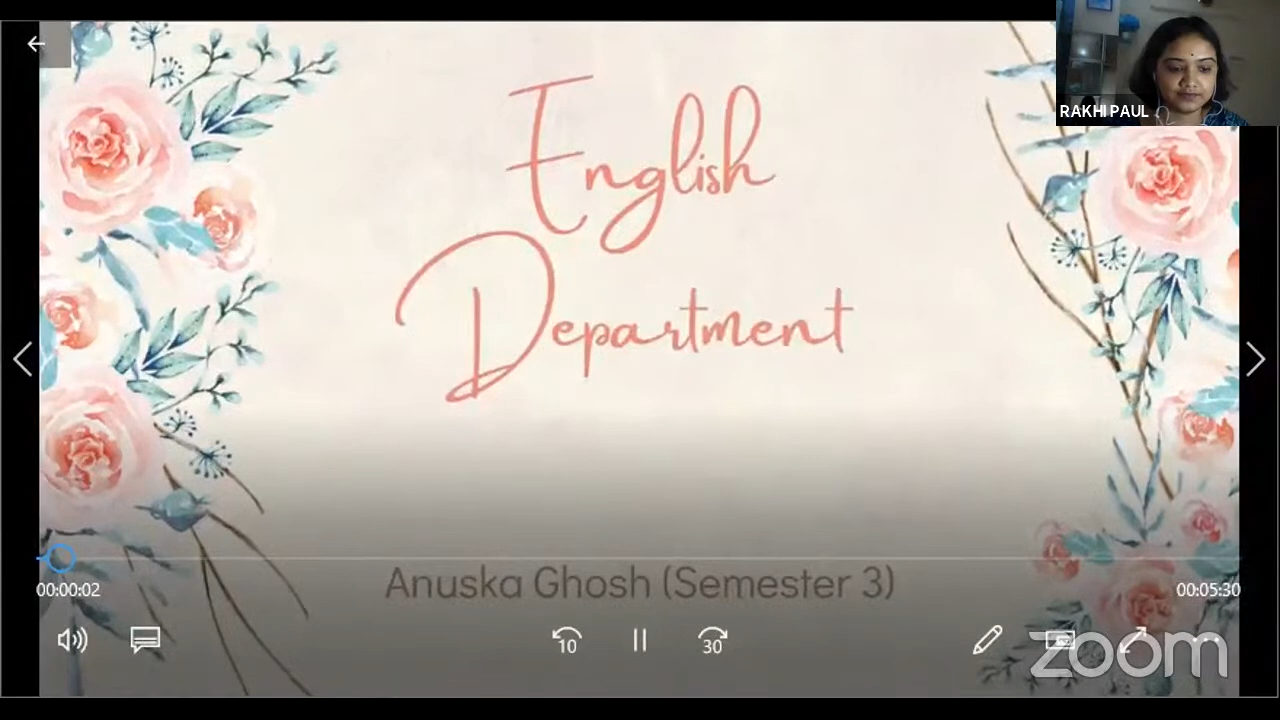 RAKHI PAUL
English
Department
Anuska Ghosh (Semester 3)
00:00:02
00:05:30
10
30
zoom